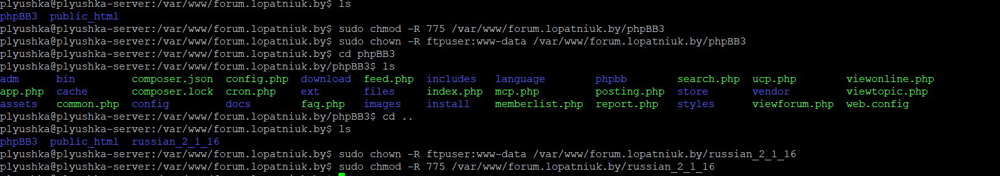 plyushka@plyushka-server:/var/www/forum.lopatniuk.by$ ls
phpBB3  public_html
plyushka@plyushka-server:/var/www/forum.lopatniuk.by$ sudo chmod -R 775 /var/www/forum.lopatniuk.by/phpBB3
plyushka@plyushka-server:/var/www/forum.lopatniuk.by$ sudo chown -R ftpuser:www-data /var/www/forum.lopatniuk.by/phpBB3
plyushka@plyushka-server:/var/www/forum.lopatniuk.by$ cd phpBB3
plyushka@plyushka-server:/var/www/forum.lopatniuk.by/phpBB3$ ls
adm      bin         composer.json  config.php  download  feed.php   includes    language        phpbb        search.php  ucp.php        viewonline.php
app.php  cache       composer.lock  cron.php    ext       files      index.php   mcp.php         posting.php  store       vendor         viewtopic.php
assets   common.php  config         docs        faq.php   images     install     memberlist.php  report.php   styles      viewforum.php  web.config
plyushka@plyushka-server:/var/www/forum.lopatniuk.by/phpBB3$ cd ..
plyushka@plyushka-server:/var/www/forum.lopatniuk.by$ ls
phpBB3  public_html  russian_2_1_16
plyushka@plyushka-server:/var/www/forum.lopatniuk.by$ sudo chown -R ftpuser:www-data /var/www/forum.lopatniuk.by/russian_2_1_16
plyushka@plyushka-server:/var/www/forum.lopatniuk.by$ sudo chmod -R 775 /var/www/forum.lopatniuk.by/russian_2_1_16